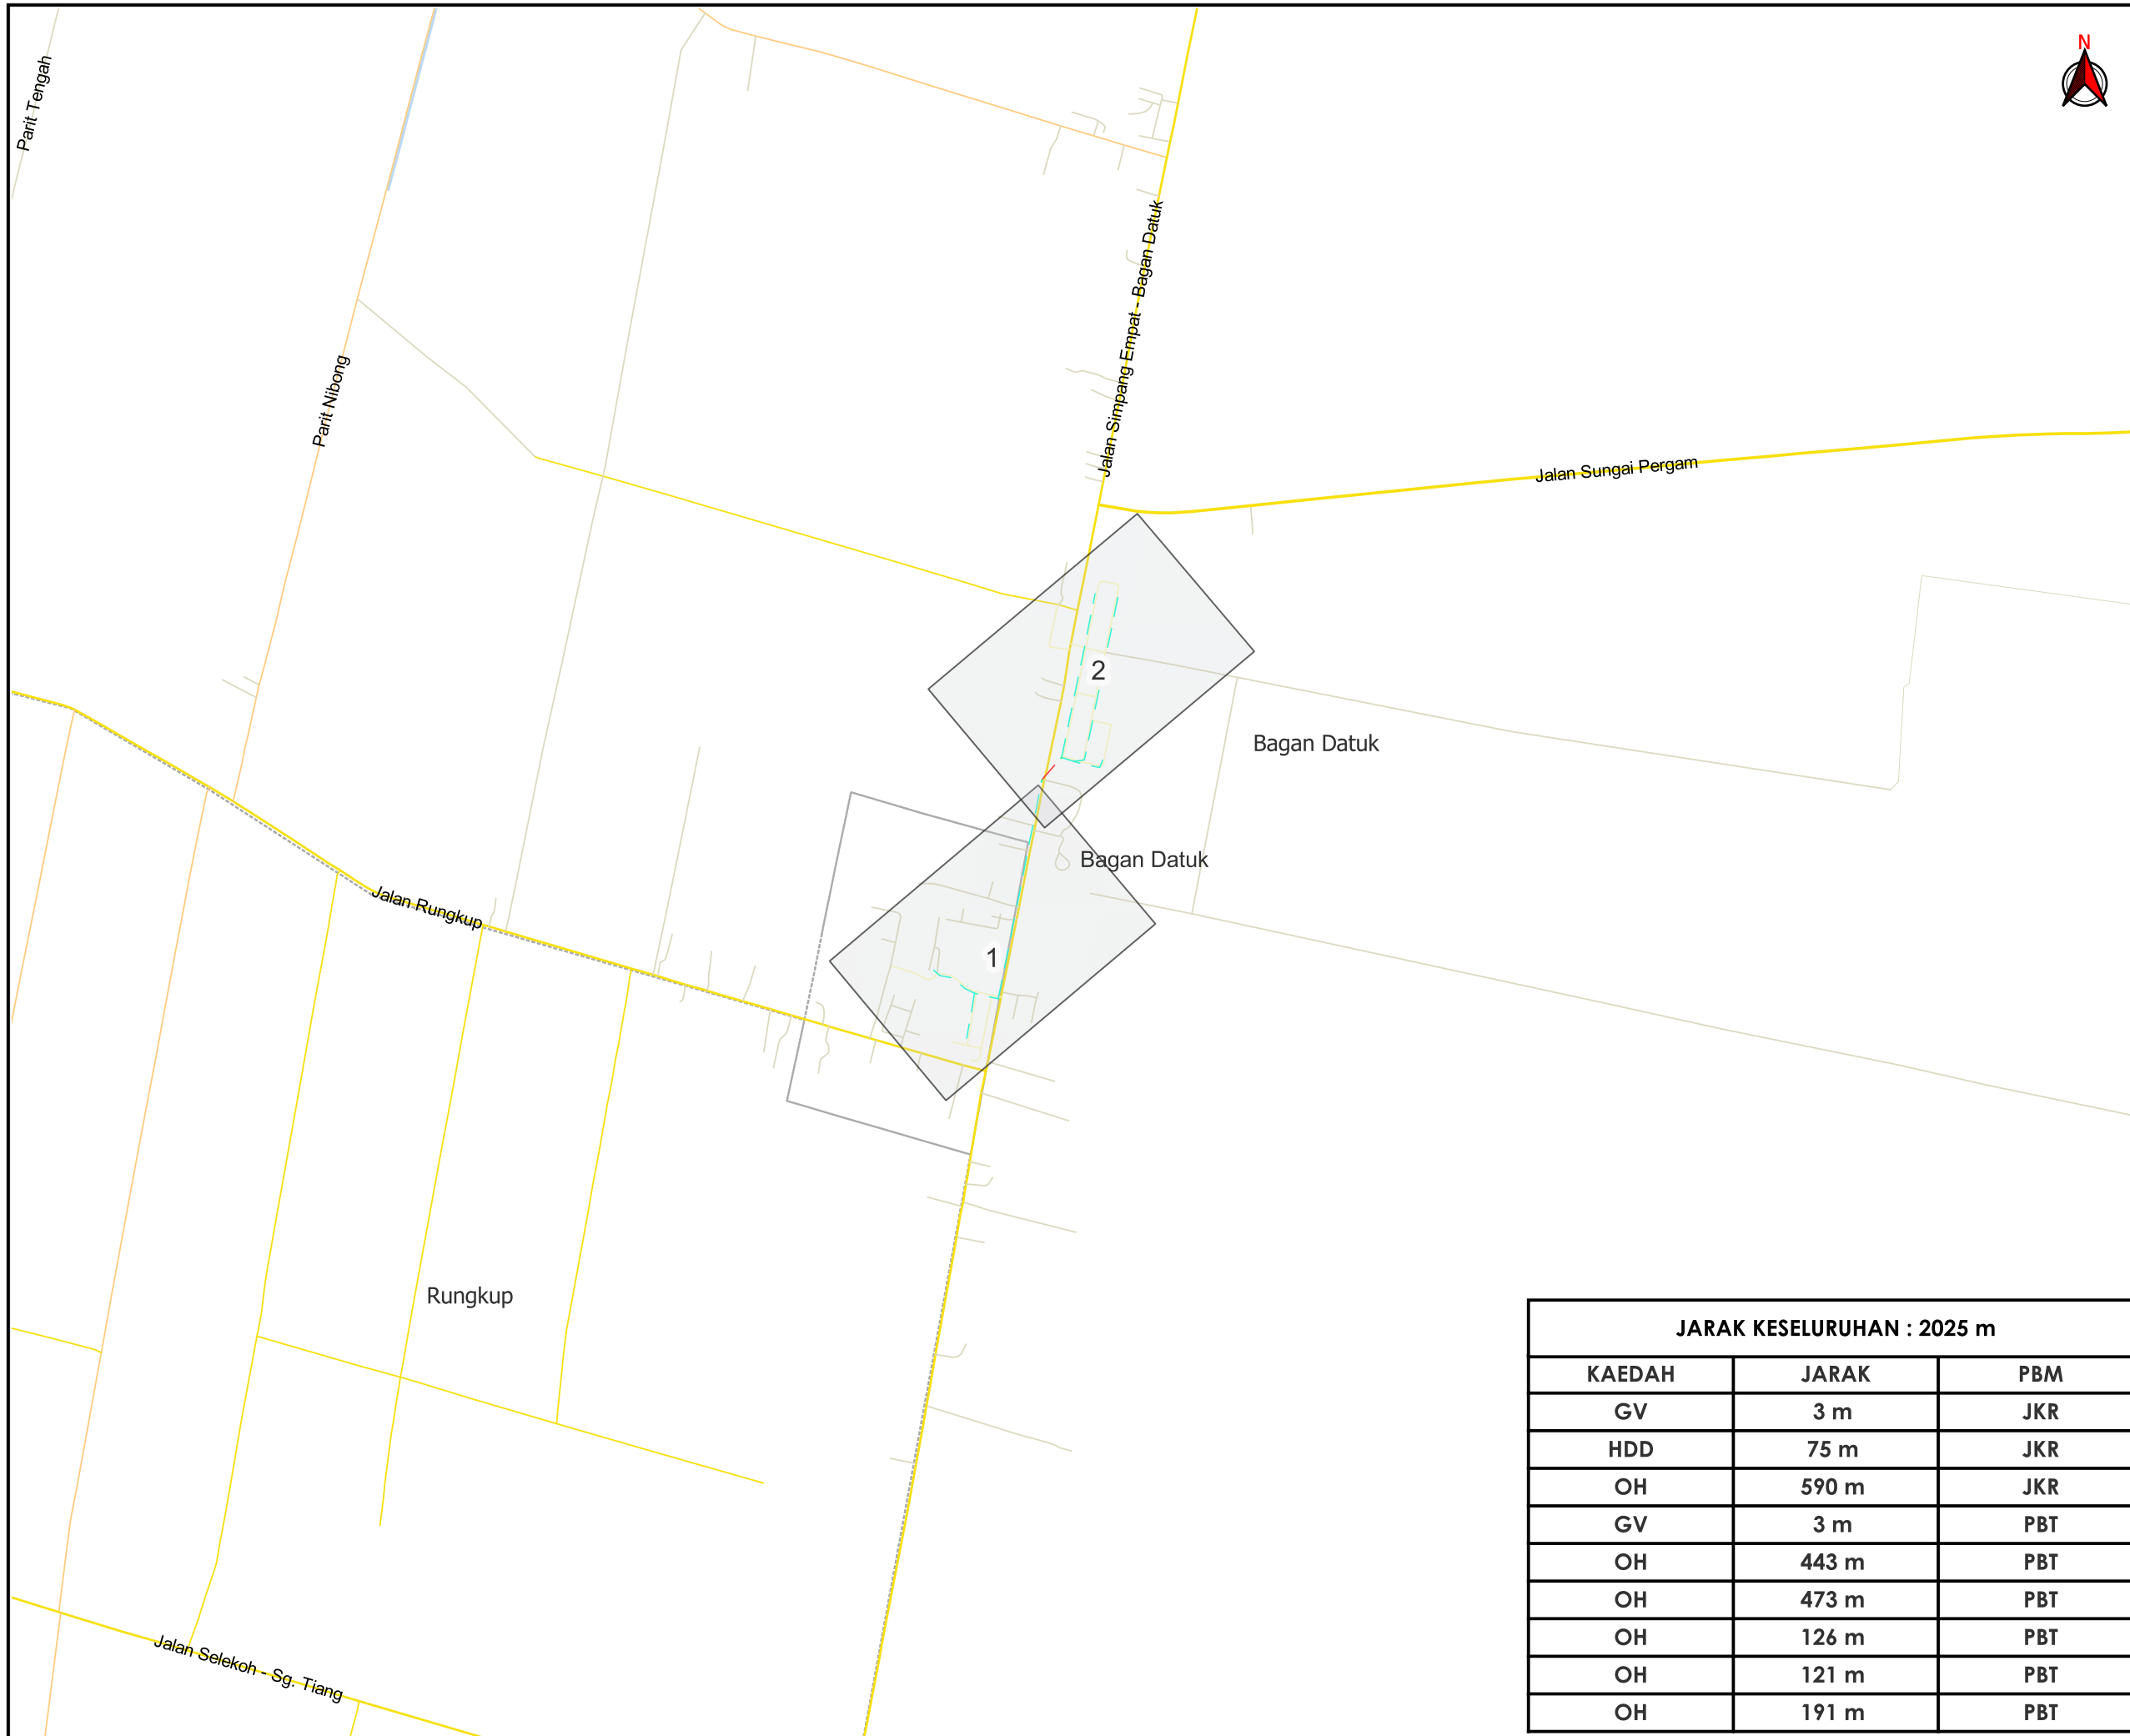 N
Parit Tengah
Jalan Simpang Empat - Bagan Datuk
Parit Nibong
Jalan Sungai Pergam
2
Bagan Datuk
Bagan Datuk
Jalan Rungkup
1
Rungkup
Jalan Selekoh - Sg. Tiang
JARAK KESELURUHAN : 2025 m
KAEDAH JARAK PBM
GV 3 m JKR
HDD 75 m JKR
OH 590 m JKR
GV 3 m PBT
OH 443 m PBT
OH 473 m PBT
OH 126 m PBT
OH 121 m PBT
OH 191 m PBT